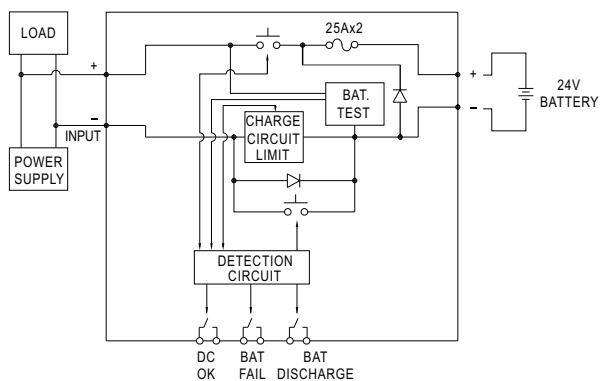 LOAD
25Ax2
+
+
24V
BATTERY
BAT.
TEST
−
−
INPUT
CHARGE
CIRCUIT
LIMIT
POWER
SUPPLY
DETECTION
CIRCUIT
DC
OK
BAT
FAIL
BAT
DISCHARGE